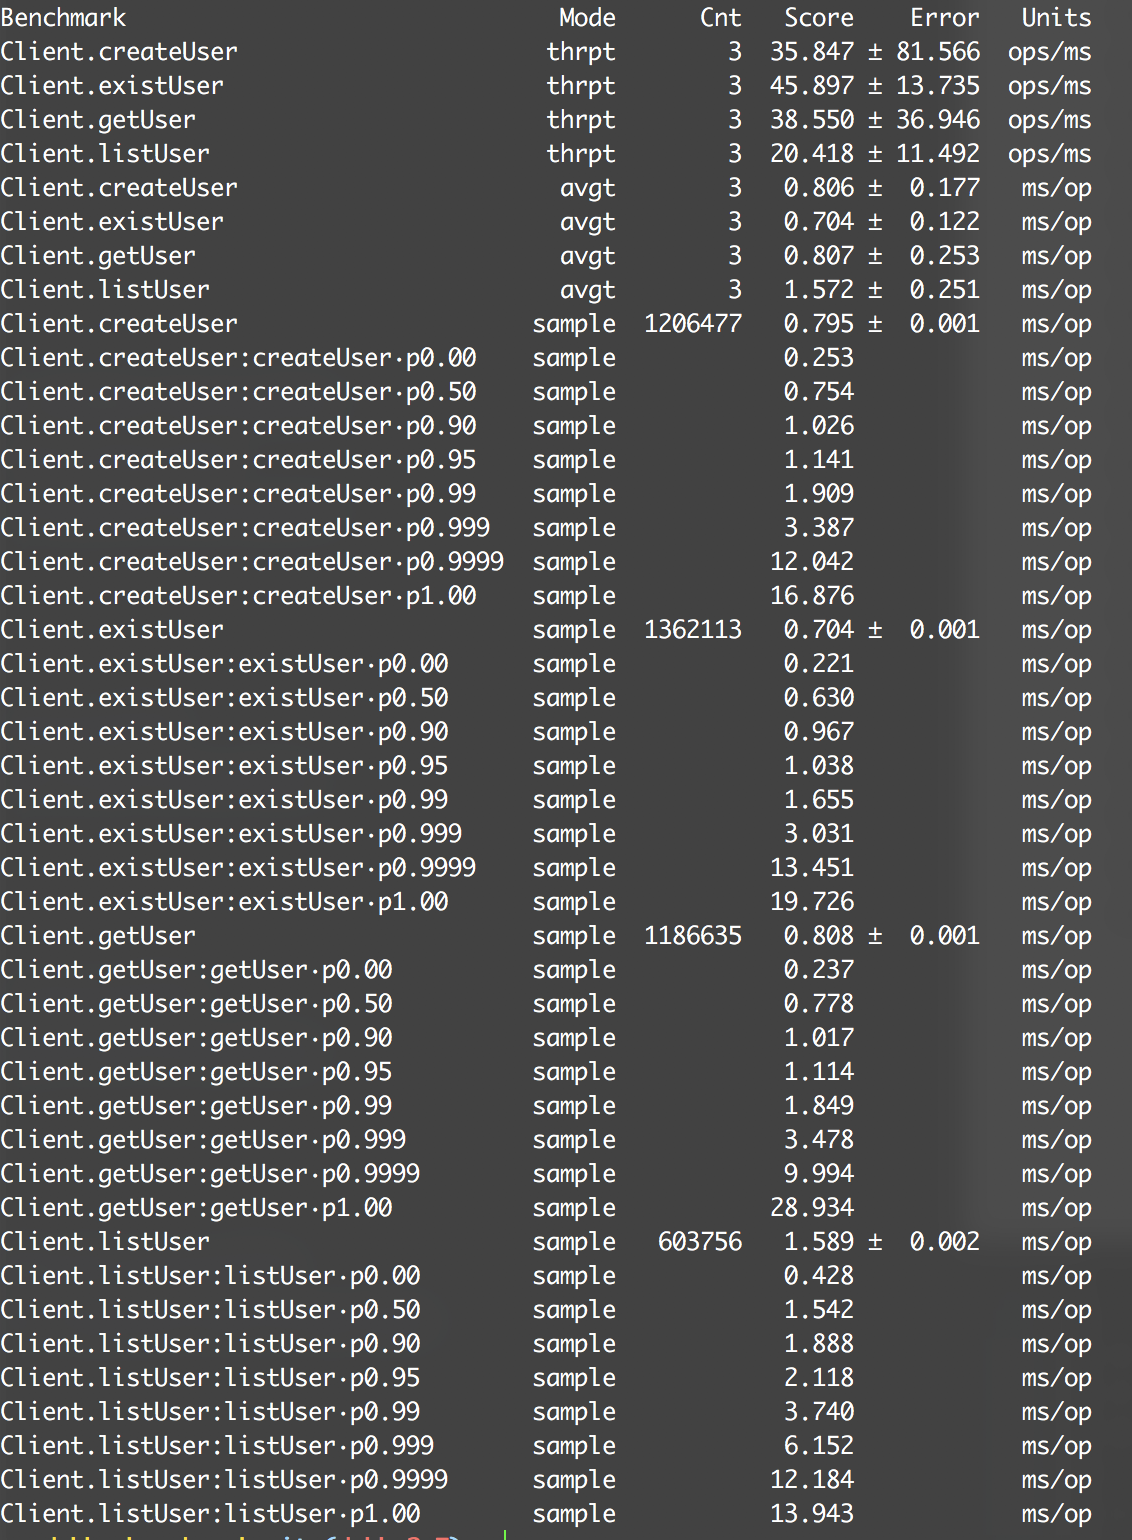 Benchmark Mode Cnt Score Error Units
Client.createUser thrpt 3 35.847 ± 81.566 ops/ms
Client.existUser thrpt 3 45.897 ± 13.735 ops/ms
Client.getUser thrpt 3 38.550 ± 36.946 ops/ms
Client.listUser thrpt 3 20.418 ± 11.492 ops/ms
Client.createUser avgt 3 0.806 ± 0.177 ms/op
Client.existUser avgt 3 0.704 ± 0.122 ms/op
Client.getUser avgt 3 0.807 ± 0.253 ms/op
Client.listUser avgt 3 1.572 ± 0.251 ms/op
Client.createUser sample 1206477 0.795 ± 0.001 ms/op
Client.createUser:createUser·p0.00 sample 0.253 ms/op
Client.createUser:createUser·p0.50 sample 0.754 ms/op
Client.createUser:createUser·p0.90 sample 1.026 ms/op
Client.createUser:createUser·p0.95 sample 1.141 ms/op
Client.createUser:createUser·p0.99 sample 1.909 ms/op
Client.createUser:createUser·p0.999 sample 3.387 ms/op
Client.createUser:createUser·p0.9999 sample 12.042 ms/op
Client.createUser:createUser·p1.00 sample 16.876 ms/op
Client.existUser sample 1362113 0.704 ± 0.001 ms/op
Client.existUser:existUser·p0.00 sample 0.221 ms/op
Client.existUser:existUser·p0.50 sample 0.630 ms/op
Client.existUser:existUser·p0.90 sample 0.967 ms/op
Client.existUser:existUser·p0.95 sample 1.038 ms/op
Client.existUser:existUser·p0.99 sample 1.655 ms/op
Client.existUser:existUser·p0.999 sample 3.031 ms/op
Client.existUser:existUser·p0.9999 sample 13.451 ms/op
Client.existUser:existUser·p1.00 sample 19.726 ms/op
Client.getUser sample 1186635 0.808 ± 0.001 ms/op
Client.getUser:getUser·p0.00 sample 0.237 ms/op
Client.getUser:getUser·p0.50 sample 0.778 ms/op
Client.getUser:getUser·p0.90 sample 1.017 ms/op
Client.getUser:getUser·p0.95 sample 1.114 ms/op
Client.getUser:getUser·p0.99 sample 1.849 ms/op
Client.getUser:getUser·p0.999 sample 3.478 ms/op
Client.getUser:getUser·p0.9999 sample 9.994 ms/op
Client.getUser:getUser·p1.00 sample 28.934 ms/op
Client.listUser sample 603756 1.589 ± 0.002 ms/op
Client.listUser:listUser·p0.00 sample 0.428 ms/op
Client.listUser:listUser·p0.50 sample 1.542 ms/op
Client.listUser:listUser·p0.90 sample 1.888 ms/op
Client.listUser:listUser·p0.95 sample 2.118 ms/op
Client.listUser:listUser·p0.99 sample 3.740 ms/op
Client.listUser:listUser·p0.999 sample 6.152 ms/op
Client.listUser:listUser·p0.9999 sample 12.184 ms/op
Client.listUser:listUser·p1.00 sample 13.943 ms/op